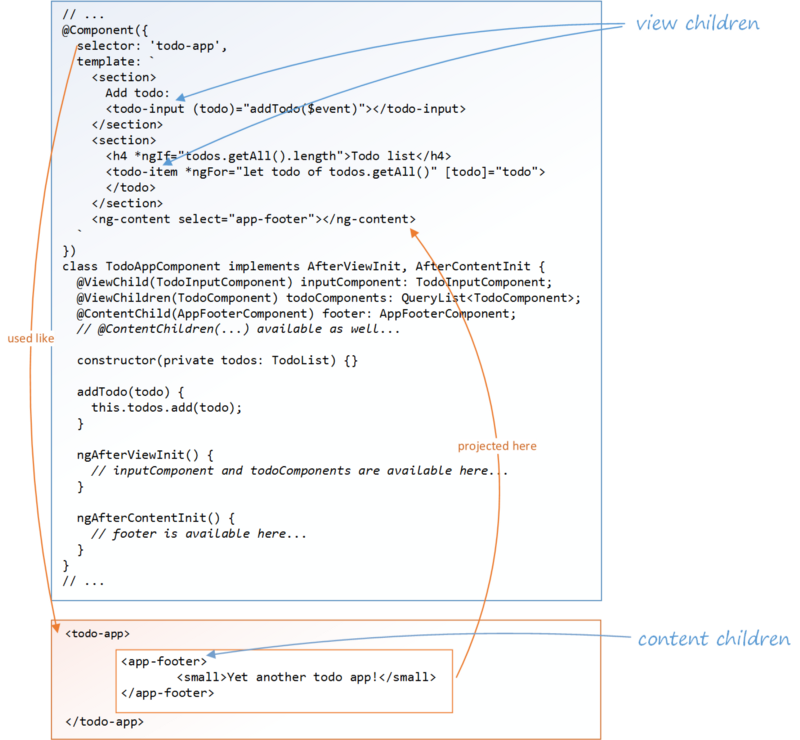 // ...
@Component({
  selector: 'todo-app',
  template: `
    <section>
      Add todo:
      <todo-input (todo)="addTodo($event)"></todo-input>
    </section>
    <section>
      <h4 *ngIf="todos.getAll().length">Todo list</h4>
      <todo-item *ngFor="let todo of todos.getAll()" [todo]="todo">
      </todo>
    </section>
    <ng-content select="app-footer"></ng-content>
  `
})
class TodoAppComponent implements AfterViewInit, AfterContentInit {
  @ViewChild(TodoInputComponent) inputComponent: TodoInputComponent;
  @ViewChildren(TodoComponent) todoComponents: QueryList<TodoComponent>;
  @ContentChild(AppFooterComponent) footer: AppFooterComponent;
  // @ContentChildren(...) available as well...
  constructor(private todos: TodoList) {}
  addTodo(todo) {
    this.todos.add(todo);
  }
  ngAfterViewInit() {
    // inputComponent and todoComponents are available here...
  }
  ngAfterContentInit() {
    // footer is available here...
  }
}
// ...
view children
used like
projected here
<todo-app>
<app-footer>
<small>Yet another todo app!</small>
</app-footer>
</todo-app>
content children